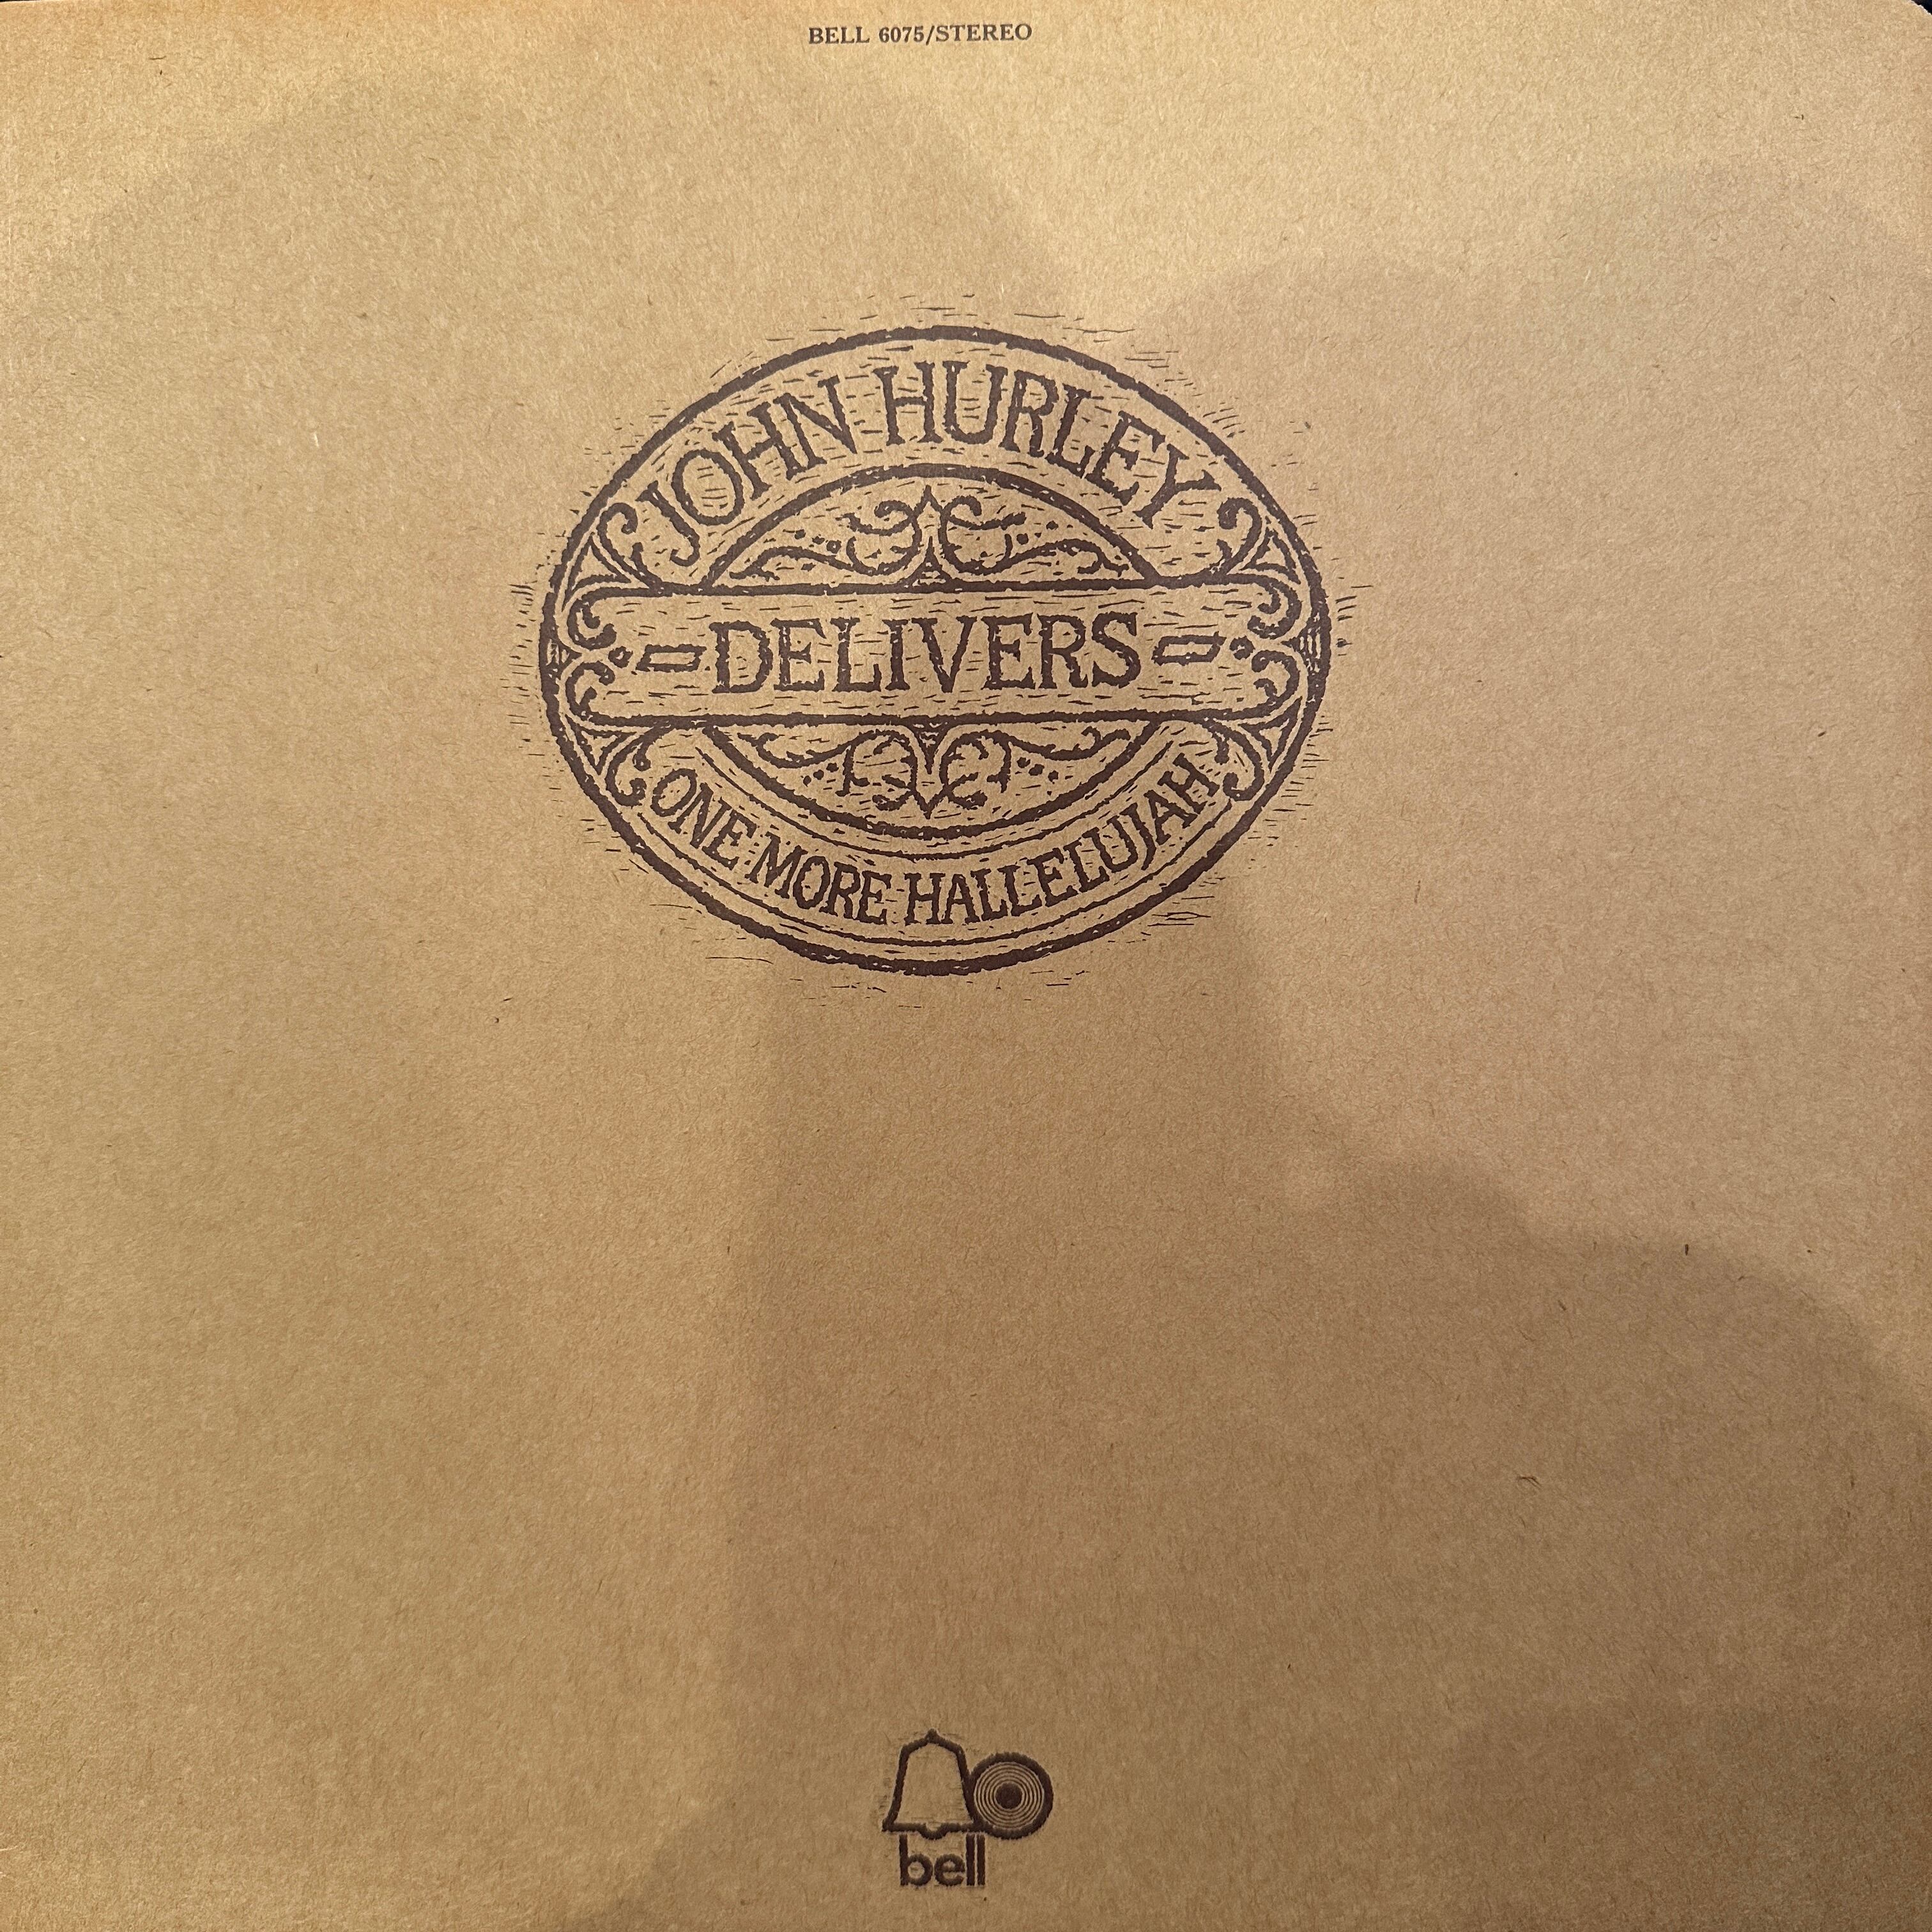 BELL 6075/STEREO
JOHN HURLEY
DELIVERS
ONE MORE HALLELUJAH
bell